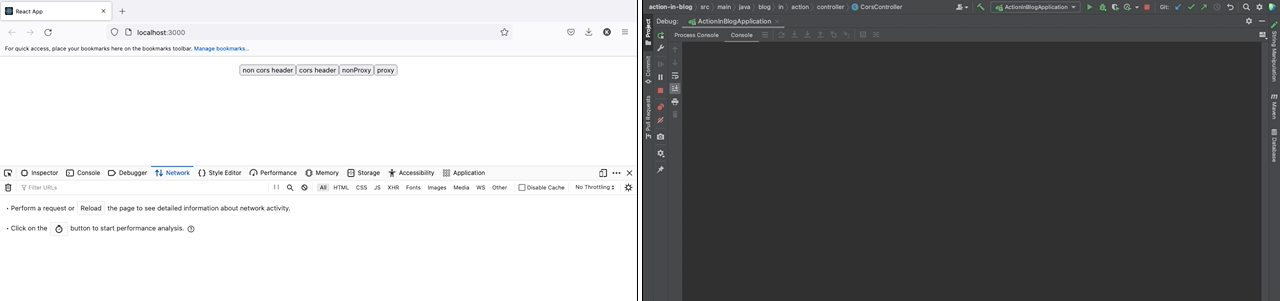 React App
localhost:3000
For quick access, place your bookmarks here on the bookmarks toolbar. Manage bookmarks...
non cors header cors header nonProxy proxy
Inspector Console Debugger Network Style Editor Performance Memory Storage Accessibility Application
Filter URLs All HTML CSS JS XHR Fonts Images Media WS Other Disable Cache No Throttling
• Perform a request or Reload the page to see detailed information about network activity.
• Click on the button to start performance analysis.
action-in-blog src main java blog in action controller CorsController ActionInBlogApplication Git:
Debug: ActionInBlogApplication
Process Console Console
Project
Commit
Pull Requests
String Manipulation
Maven
Database